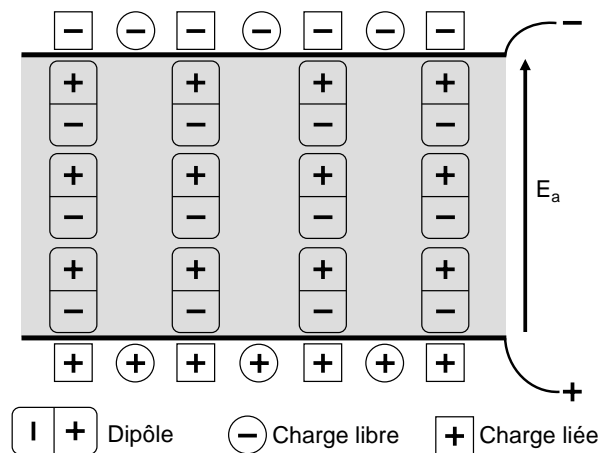 − − − − − − − −
+ + + +
− − − −
+ + + +
− − − −
Eₐ
+ + + +
− − − −
+ + + + + + + +
I + Dipôle − Charge libre + Charge liée